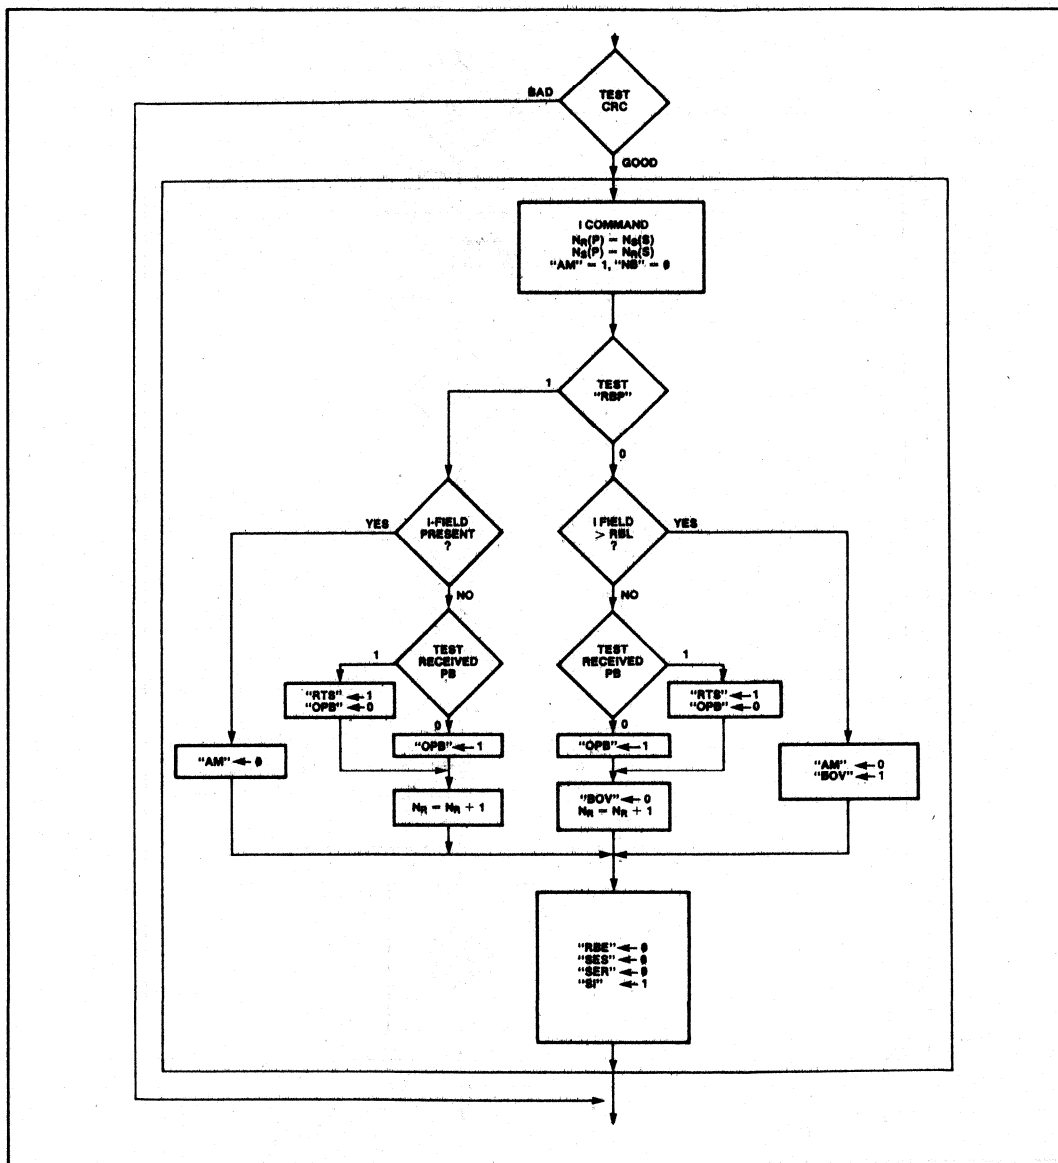 TEST
CRC
BAD
GOOD
I COMMAND
NR(P) = NS(S)
NS(P) = NR(S)
"AM" = 1, "NB" = 0
TEST
"RBP"
1
0
I-FIELD
PRESENT
?
YES
NO
I FIELD
> RBL
?
YES
NO
TEST
RECEIVED
PB
1
0
TEST
RECEIVED
PB
1
0
"RTS" ← 1
"OPB" ← 0
"RTS" ← 1
"OPB" ← 0
"OPB" ← 1
"OPB" ← 1
"AM" ← 0
"AM" ← 0
"BOV" ← 1
NR = NR + 1
"BOV" ← 0
NR = NR + 1
"RBE" ← 0
"SES" ← 0
"SER" ← 0
"SI" ← 1